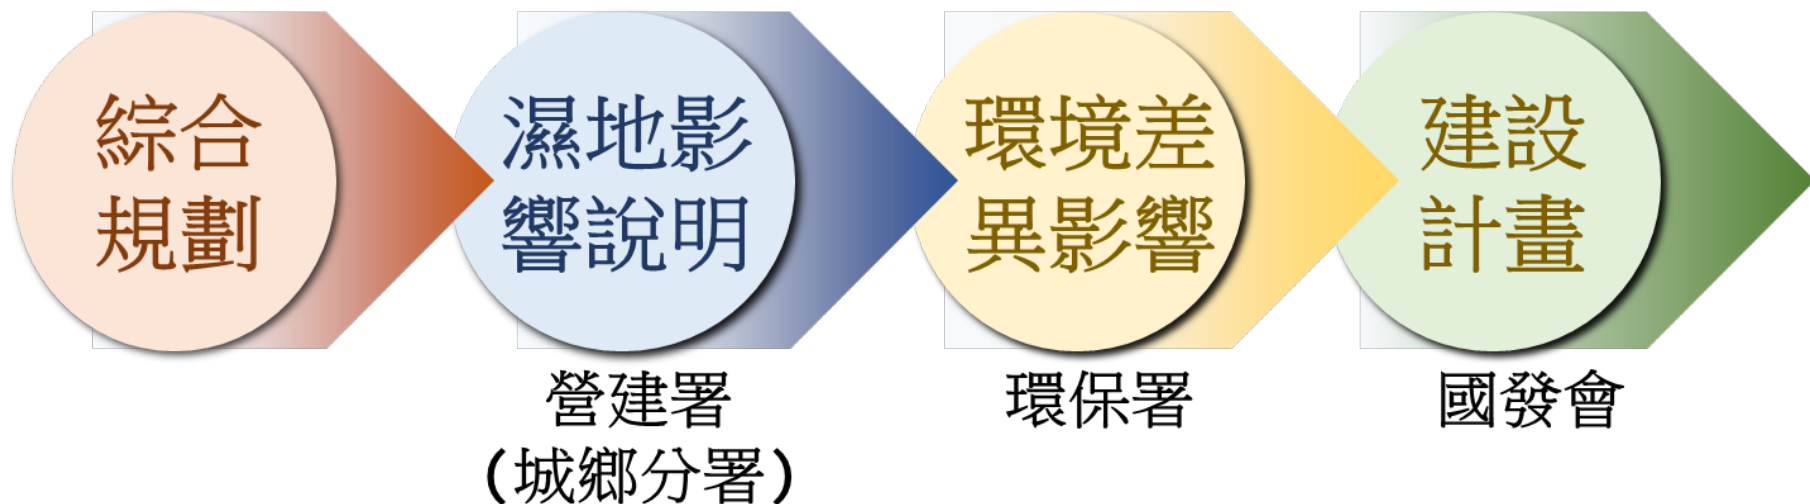 綜合
規劃
濕地影
響說明
環境差
異影響
建設
計畫
營建署
(城鄉分署)
環保署
國發會